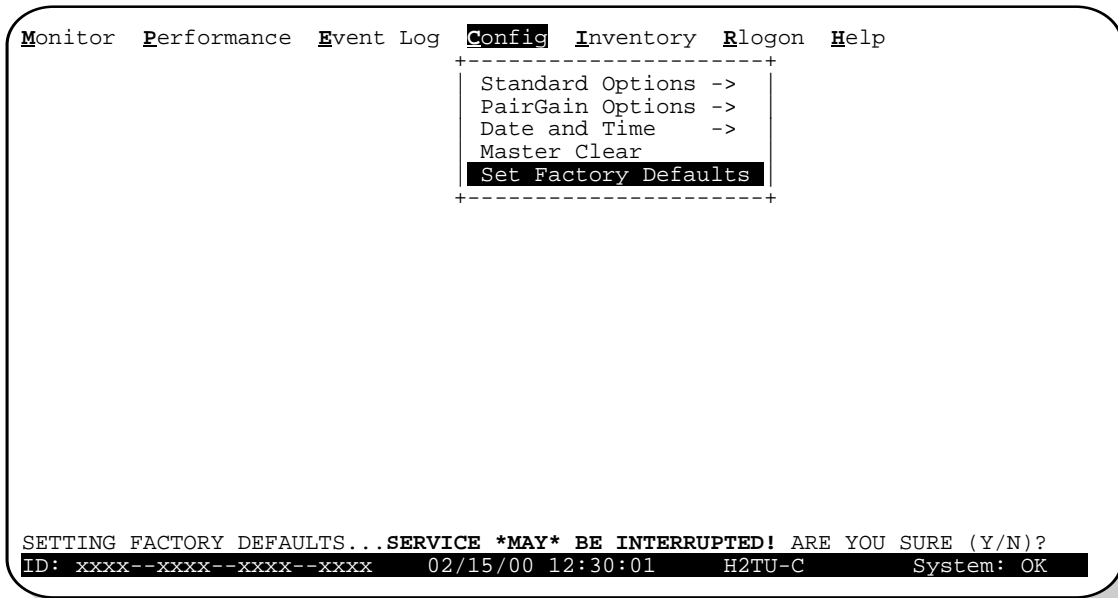 Monitor  Performance  Event Log  Config  Inventory  Rlogon  Help
+----------------------+
| Standard Options ->  |
| PairGain Options ->  |
| Date and Time    ->  |
| Master Clear         |
| Set Factory Defaults |
+----------------------+
SETTING FACTORY DEFAULTS...SERVICE *MAY* BE INTERRUPTED! ARE YOU SURE (Y/N)?
ID: xxxx--xxxx--xxxx--xxxx    02/15/00 12:30:01     H2TU-C         System: OK